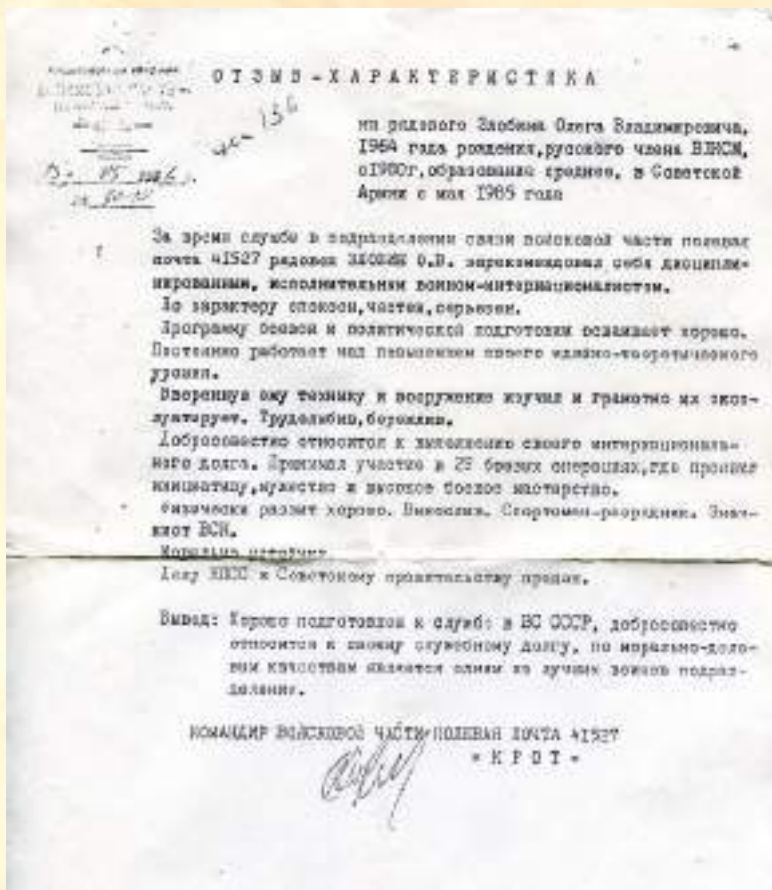 ОТЗЫВ-ХАРАКТЕРИСТИКА
на рядового Злобина Олега Владимировича,
1964 года рождения, русского члена ВЛКСМ,
с1980г, образование среднее, в Советской
Армии с мая 1985 года
За время службы в подразделении связи войсковой части полевая
почта 41527 рядовой ЗЛОБИН О.В. зарекомендовал себя дисципли-
нированным, исполнительным воином-интернационалистом.
По характеру спокоен, честен, серьезен.
Программу боевой и политической подготовки осваивает хорошо.
Постоянно работает над повышением своего идейно-теоретического
уровня.
Вверенную ему технику и вооружение изучил и грамотно их экс-
луатирует. Трудолюбив, бережлив.
Добросовестно относится к выполнению своего интернациональ-
ного долга. Принимал участие в 25 боевых операциях, где проявил
инициативу, мужество и высокое боевое мастерство.
Физически развит хорошо. Вынослив. Спортсмен-разрядник. Знач-
кист ВСК.
Морально устойчив
Делу КПСС и Советскому правительству предан.
Вывод: Хорошо подготовлен к службе в ВС СССР, добросовестно
относится к своему служебному долгу, по морально-дело-
вым качествам является одним из лучших воинов подраз-
деления.
КОМАНДИР ВОЙСКОВОЙ ЧАСТИ ПОЛЕВАЯ ПОЧТА 41527
"КРОТ"